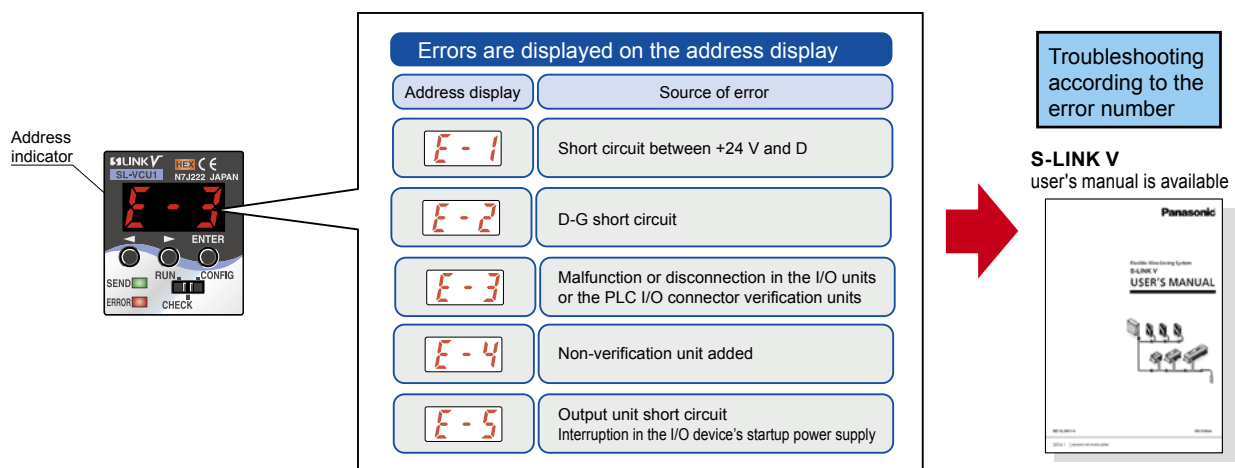 Address
indicator
S-LINK V
SL-VCU1
HEX CE
N7J222 JAPAN
E - 3
ENTER
RUN
CONFIG
SEND
ERROR
CHECK
Errors are displayed on the address display
Address display
Source of error
E - 1
Short circuit between +24 V and D
E - 2
D-G short circuit
E - 3
Malfunction or disconnection in the I/O units
or the PLC I/O connector verification units
E - 4
Non-verification unit added
E - 5
Output unit short circuit
Interruption in the I/O device's startup power supply
Troubleshooting
according to the
error number
S-LINK V
user's manual is available
Panasonic
Flexible Wire-Saving System
S-LINK V
USER'S MANUAL